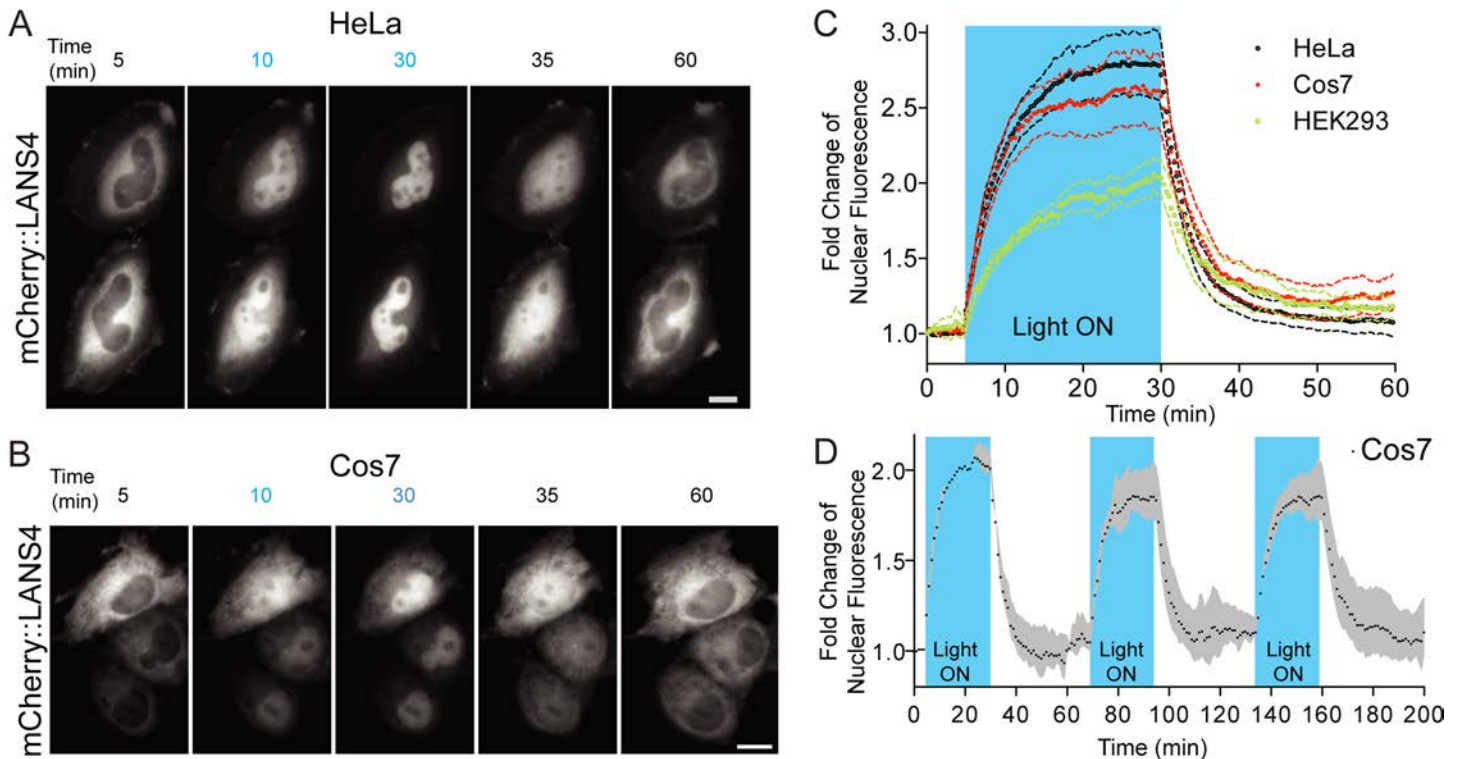 A
HeLa
Time
(min)
5 10 30 35 60
mCherry::LANS4
B
Cos7
Time
(min)
5 10 30 35 60
mCherry::LANS4
C
Fold Change of
Nuclear Fluorescence
3.0
2.5
2.0
1.5
1.0
HeLa
Cos7
HEK293
Light ON
0 10 20 30 40 50 60
Time (min)
D
Fold Change of
Nuclear Fluorescence
2.0
1.5
1.0
Cos7
Light
ON
Light
ON
Light
ON
0 20 40 60 80 100 120 140 160 180 200
Time (min)